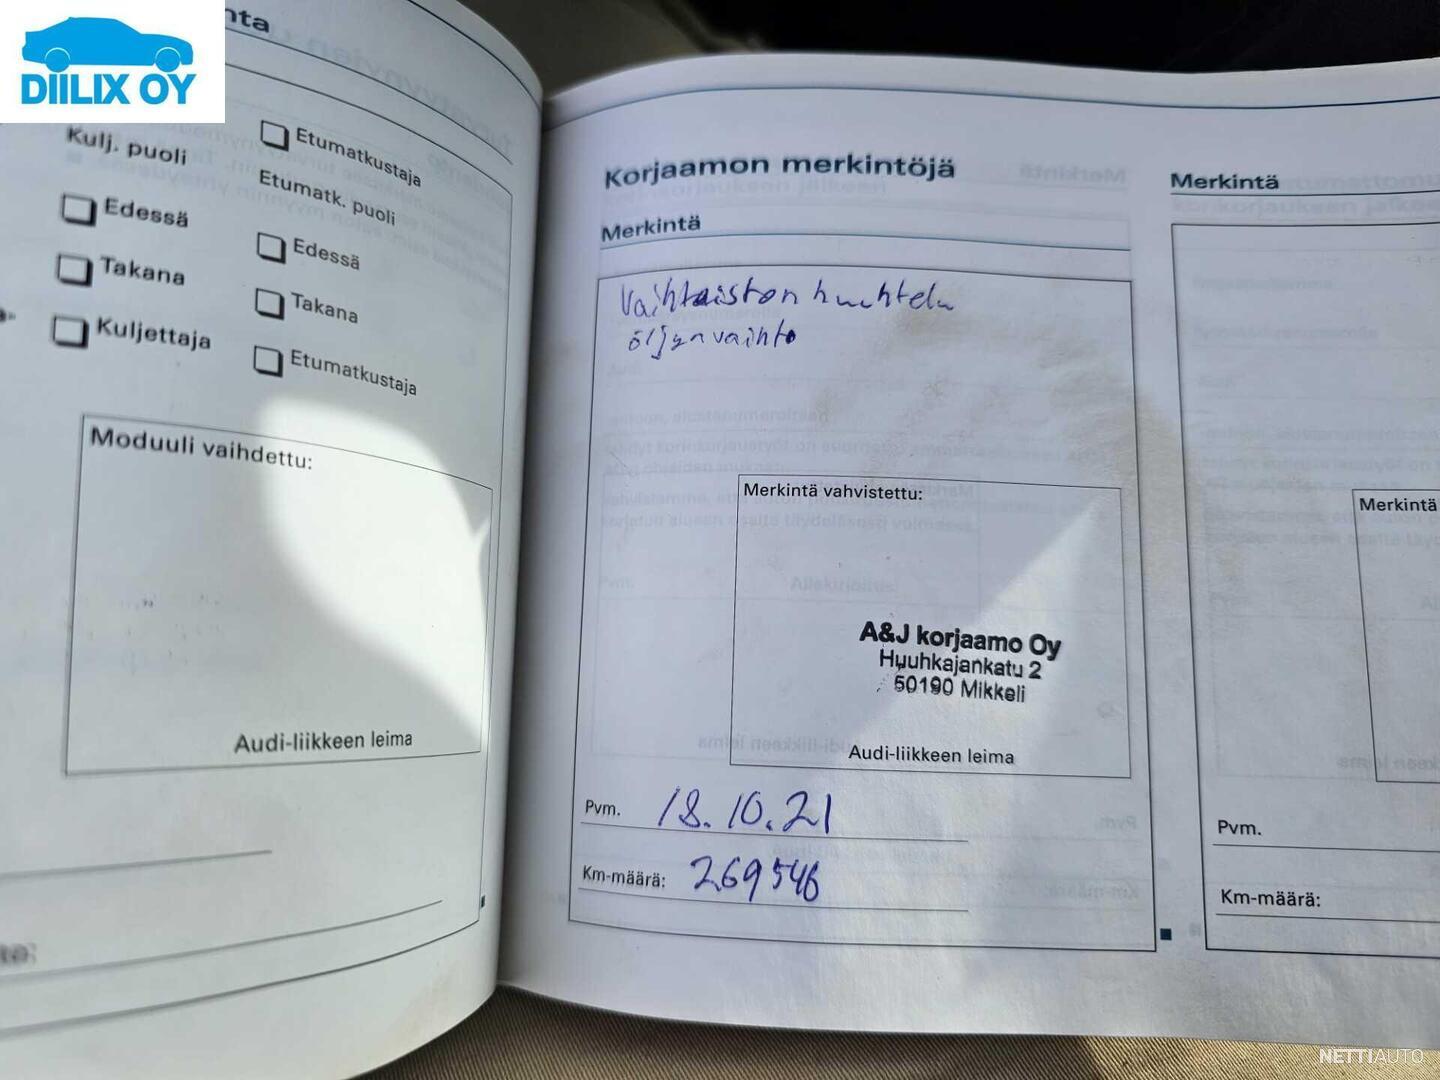 DIILIX OY
Kulj. puoli
Edessä
Takana
Kuljettaja
Etumatkustaja
Etumatk. puoli
Edessä
Takana
Etumatkustaja
Moduuli vaihdettu:
Audi-liikkeen leima
Korjaamon merkintöjä
Merkintä
Vaihteiston huuhtelu
öljynvaihto
Merkintä vahvistettu:
A&J korjaamo Oy
Huuhkajankatu 2
50190 Mikkeli
Audi-liikkeen leima
Pvm. 18.10.21
Km-määrä: 269546
Merkintä
Merkintä
Pvm.
Km-määrä:
NETTIAUTO